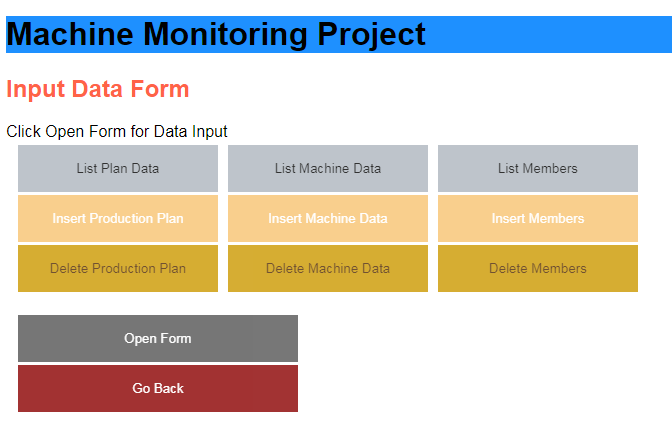 Machine Monitoring Project
Input Data Form
Click Open Form for Data Input
List Plan Data
List Machine Data
List Members
Insert Production Plan
Insert Machine Data
Insert Members
Delete Production Plan
Delete Machine Data
Delete Members
Open Form
Go Back